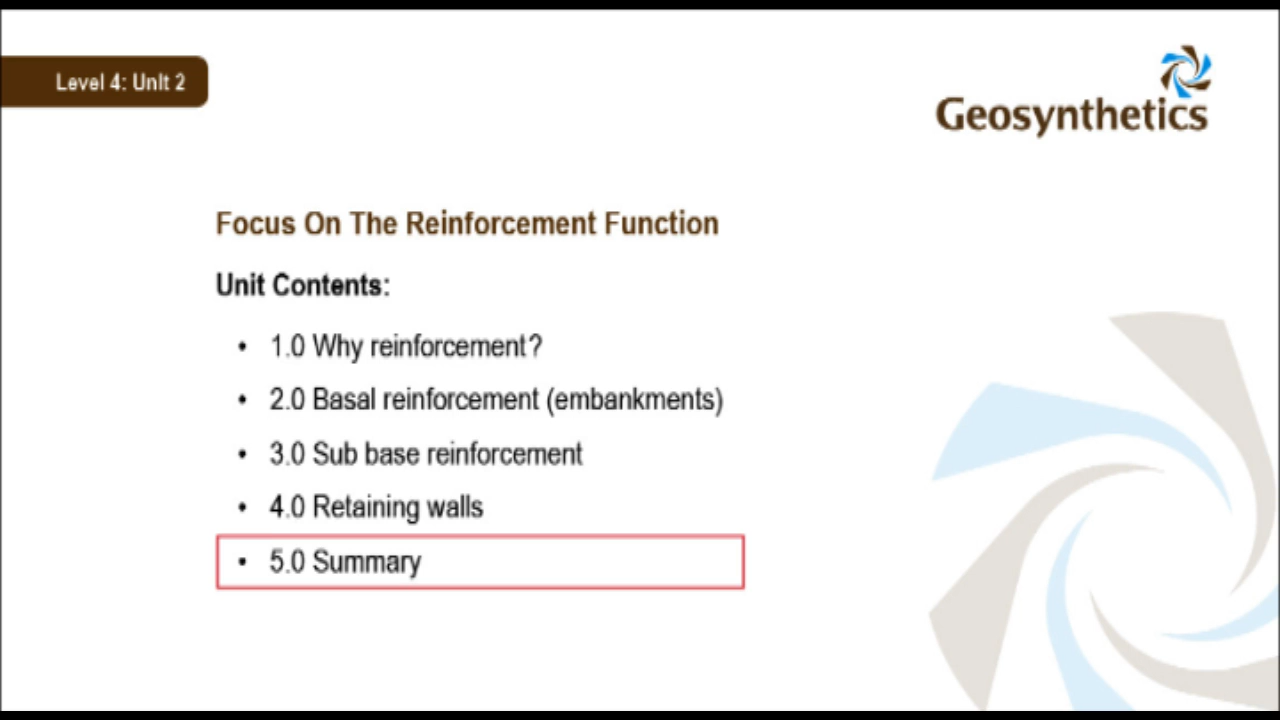 Level 4: Unit 2
Geosynthetics
Focus On The Reinforcement Function
Unit Contents:
• 1.0 Why reinforcement?
• 2.0 Basal reinforcement (embankments)
• 3.0 Sub base reinforcement
• 4.0 Retaining walls
• 5.0 Summary